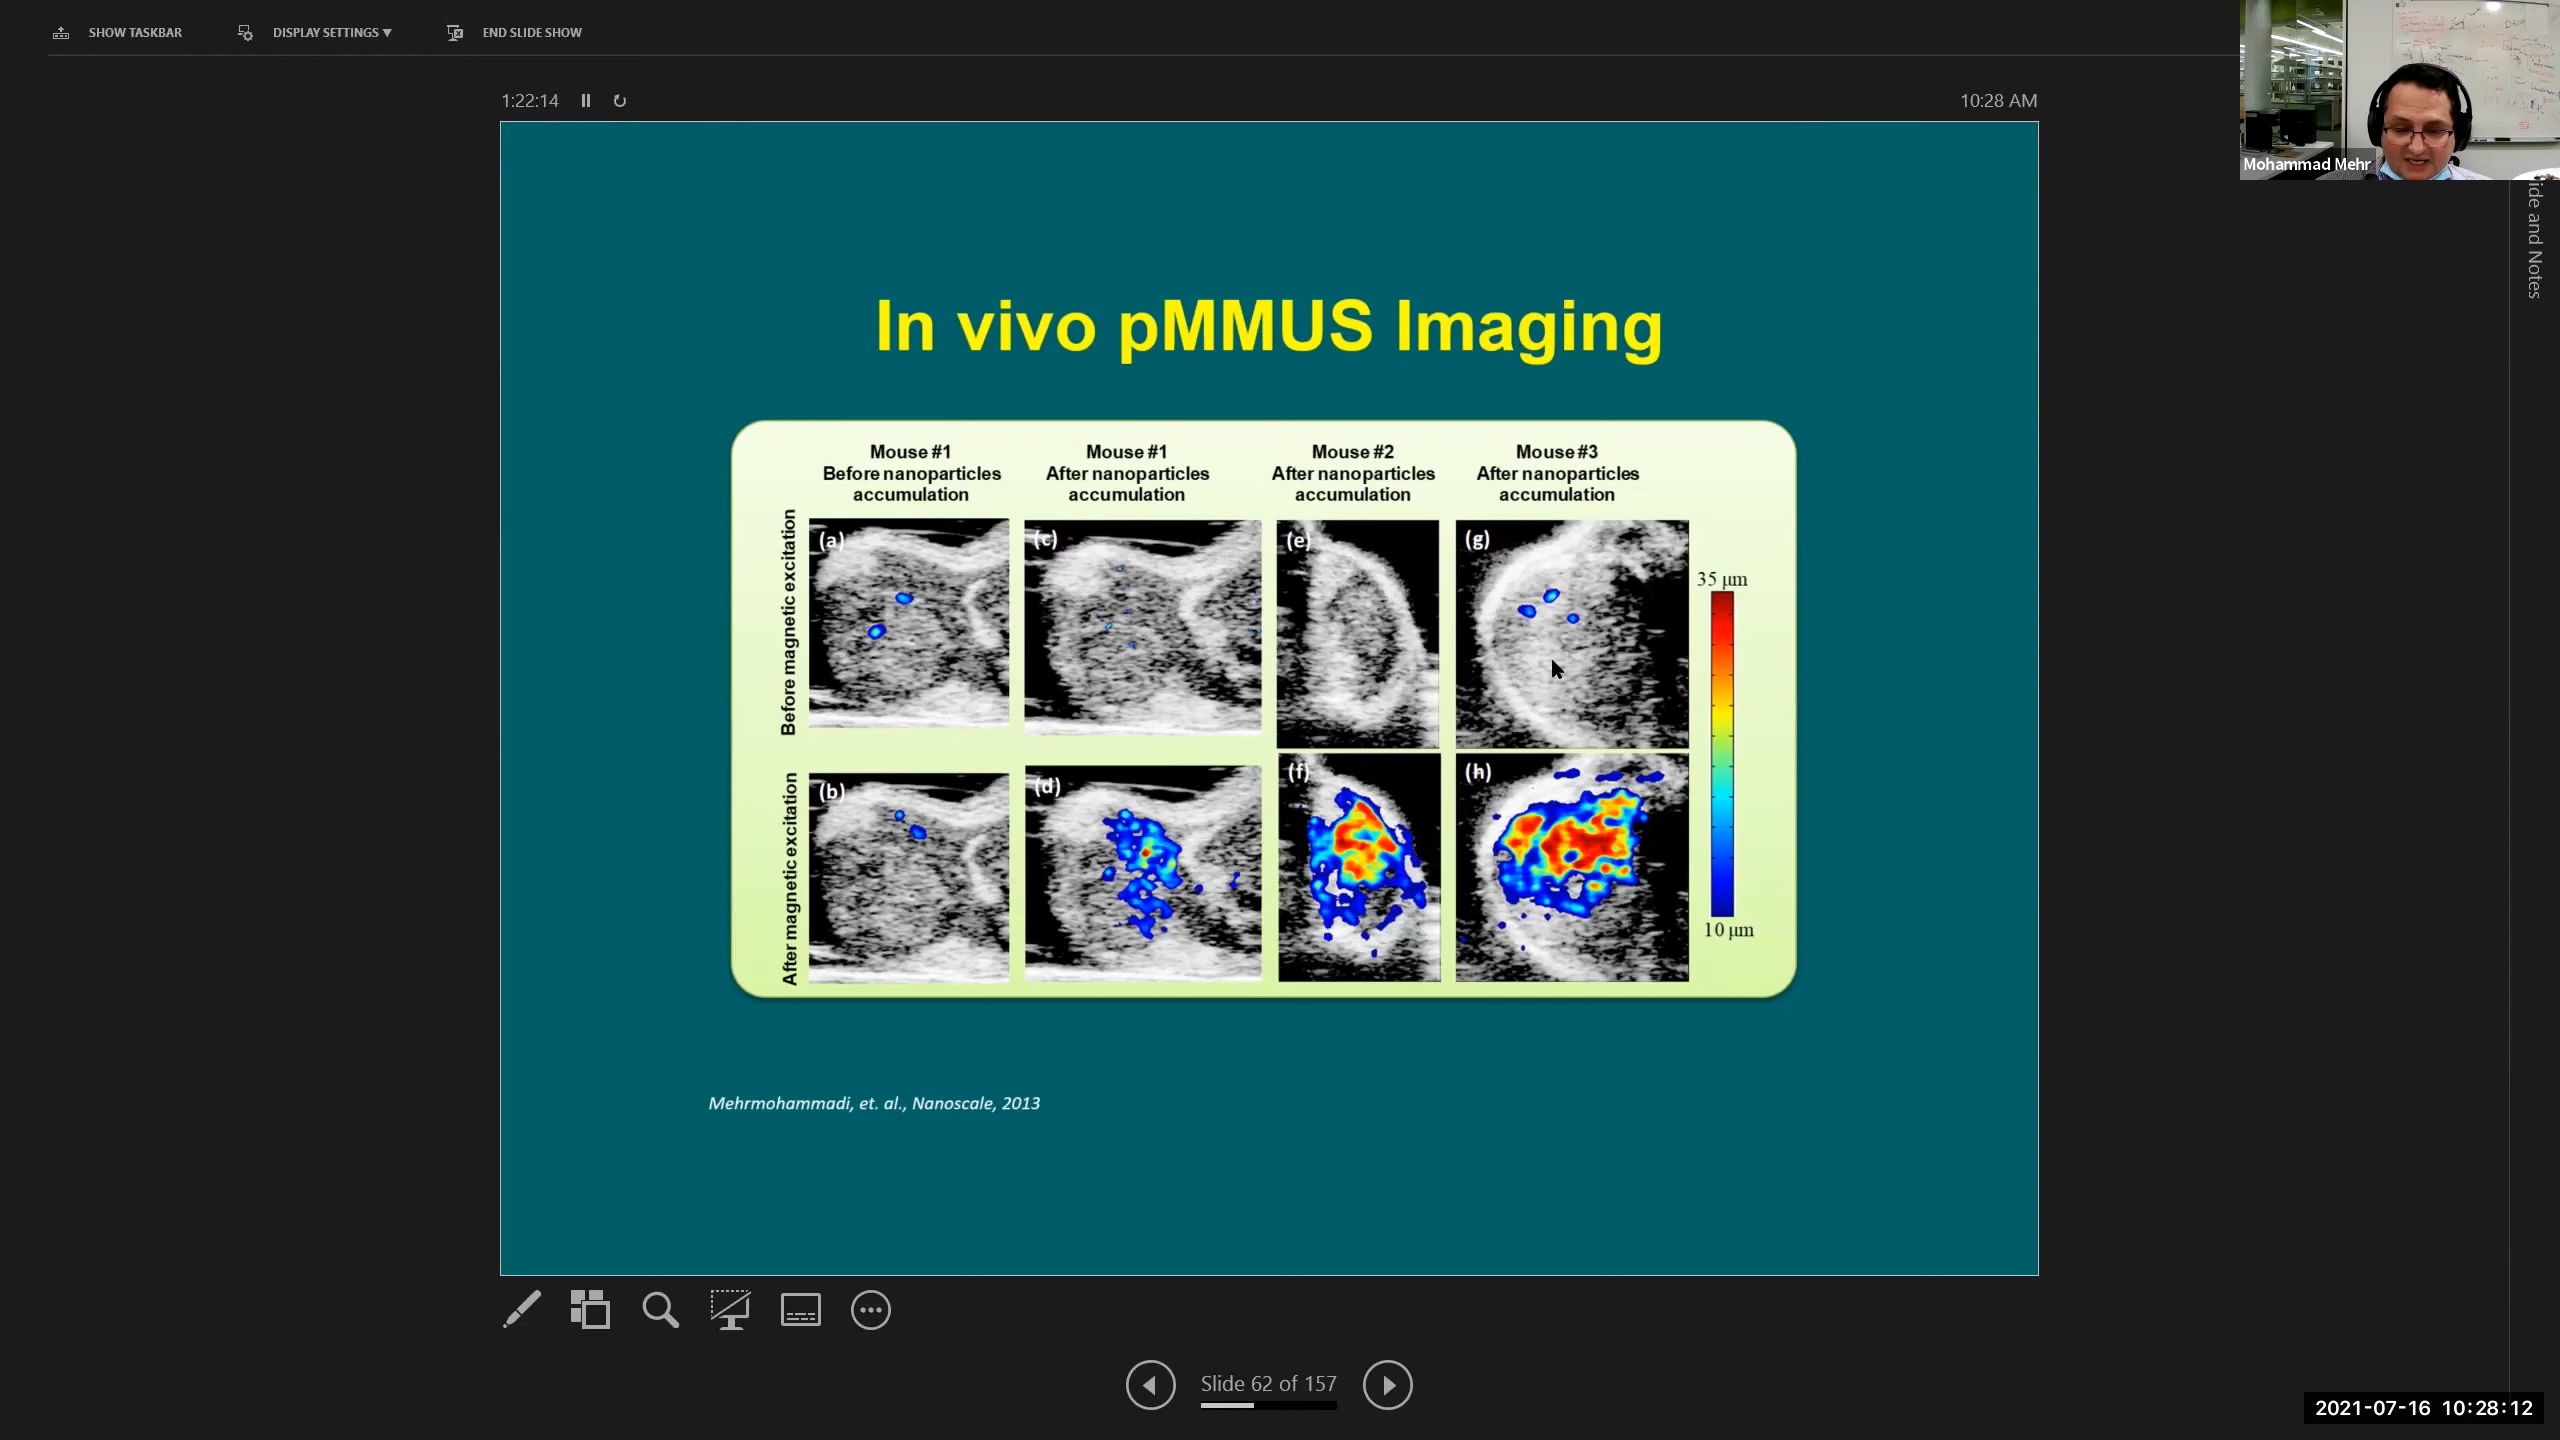 SHOW TASKBAR
DISPLAY SETTINGS ▼
END SLIDE SHOW
1:22:14
10:28 AM
Mohammad Mehr
ide and Notes
In vivo pMMUS Imaging
Mouse #1
Before nanoparticles
accumulation
Mouse #1
After nanoparticles
accumulation
Mouse #2
After nanoparticles
accumulation
Mouse #3
After nanoparticles
accumulation
Before magnetic excitation
(a)
(c)
(e)
(g)
35 μm
After magnetic excitation
(b)
(d)
(f)
(h)
10 μm
Mehrmohammadi, et. al., Nanoscale, 2013
Slide 62 of 157
2021-07-16 10:28:12